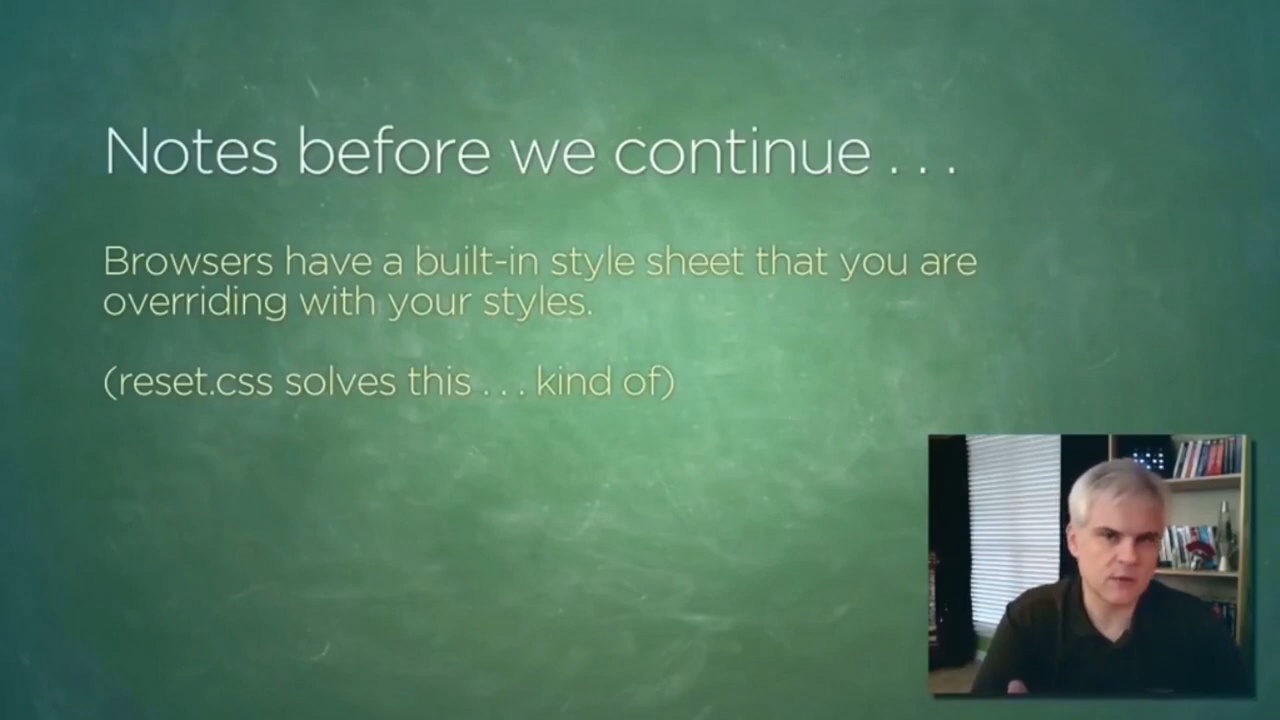 Notes before we continue . . .
Browsers have a built-in style sheet that you are
overriding with your styles.
(reset.css solves this . . . kind of)